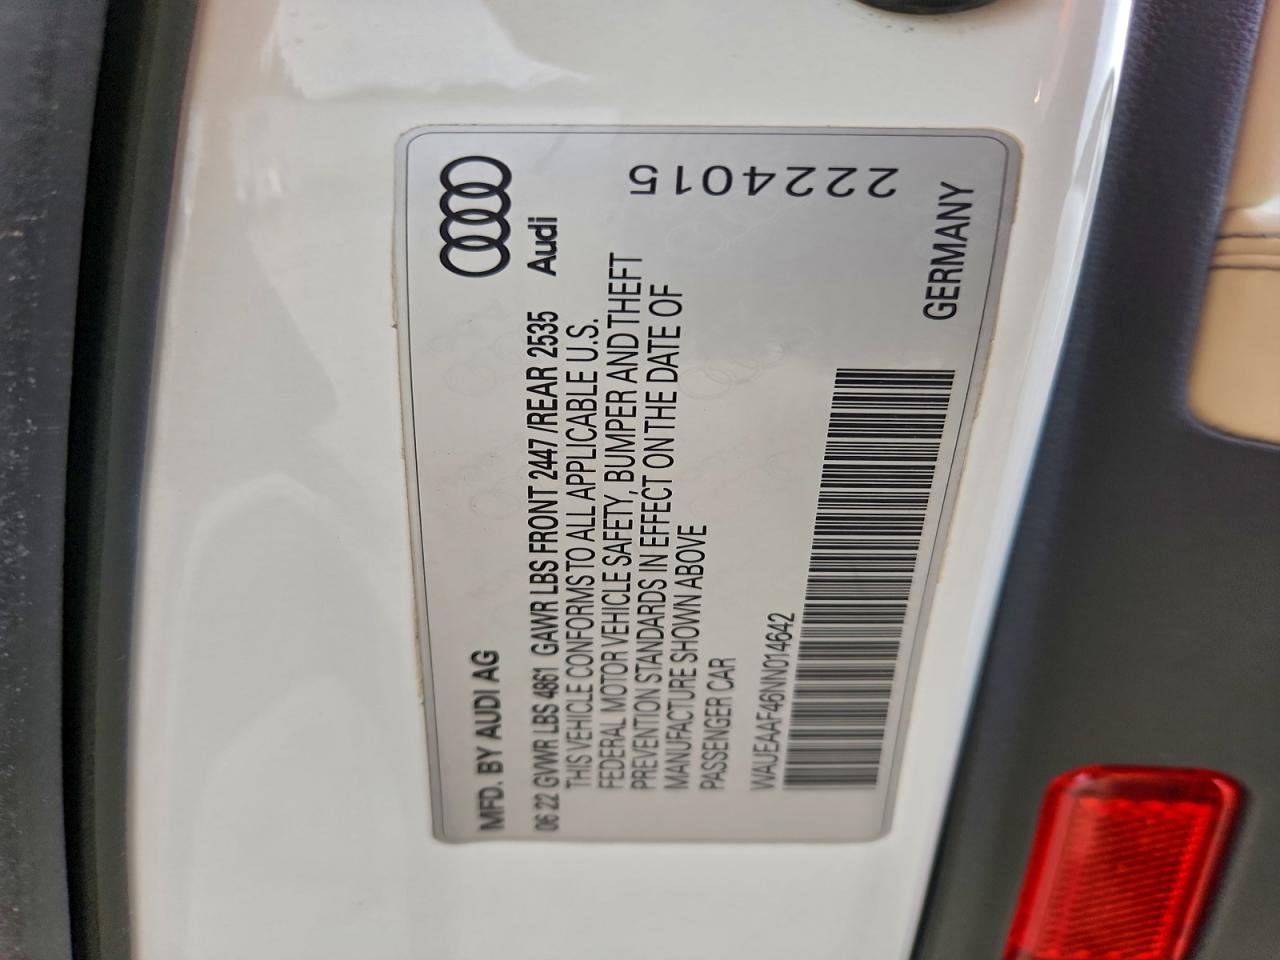 MFD. BY AUDI AG
06 22 GVWR LBS 4861 GAWR LBS FRONT 2447 /REAR 2535
Audi
THIS VEHICLE CONFORMS TO ALL APPLICABLE U.S.
FEDERAL MOTOR VEHICLE SAFETY, BUMPER AND THEFT
PREVENTION STANDARDS IN EFFECT ON THE DATE OF
MANUFACTURE SHOWN ABOVE
PASSENGER CAR
WAUEAAF46NN014642
GERMANY
2224015